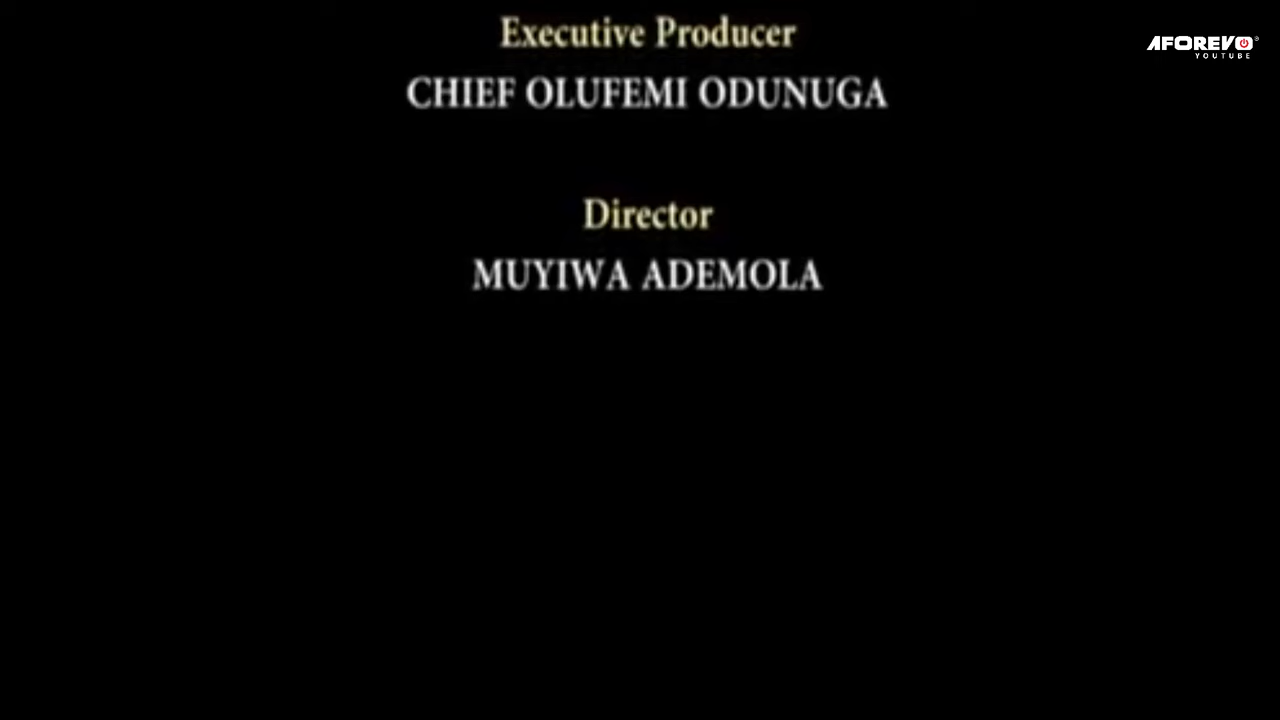 Executive Producer
AFOREVO
YOUTUBE
CHIEF OLUFEMI ODUNUGA
Director
MUYIWA ADEMOLA